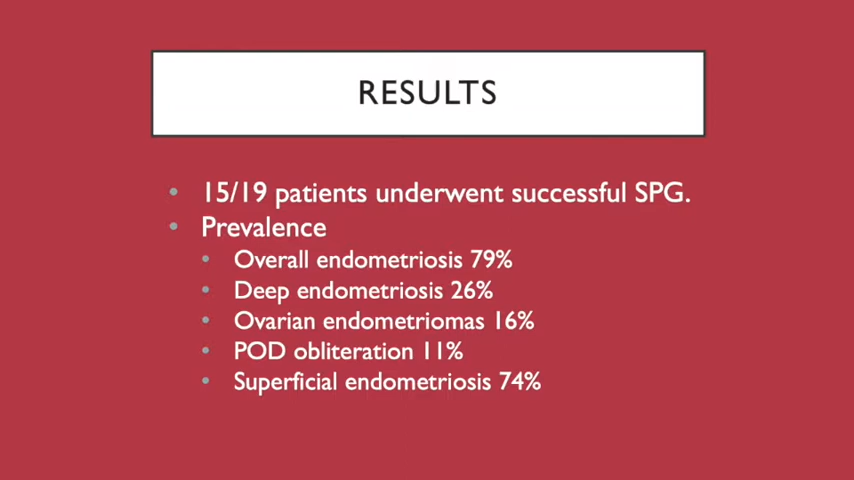 RESULTS
• 15/19 patients underwent successful SPG.
• Prevalence
• Overall endometriosis 79%
• Deep endometriosis 26%
• Ovarian endometriomas 16%
• POD obliteration 11%
• Superficial endometriosis 74%